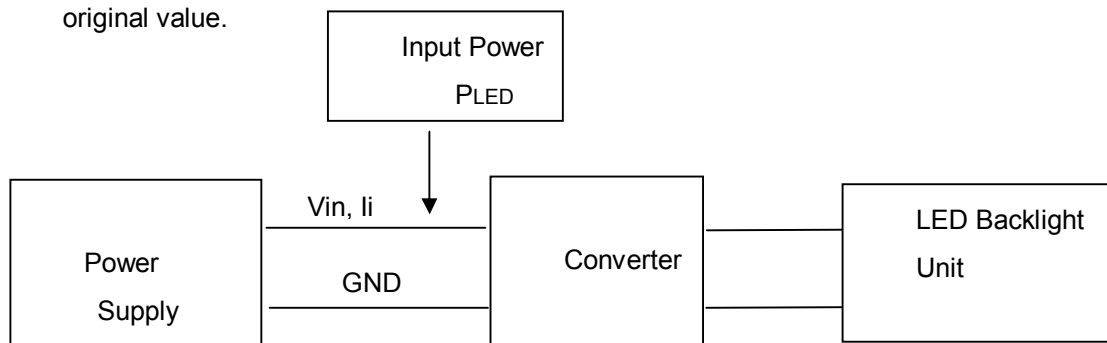 original value.
Input Power
PLED
Vin, Ii
Power
Supply
GND
Converter
LED Backlight
Unit